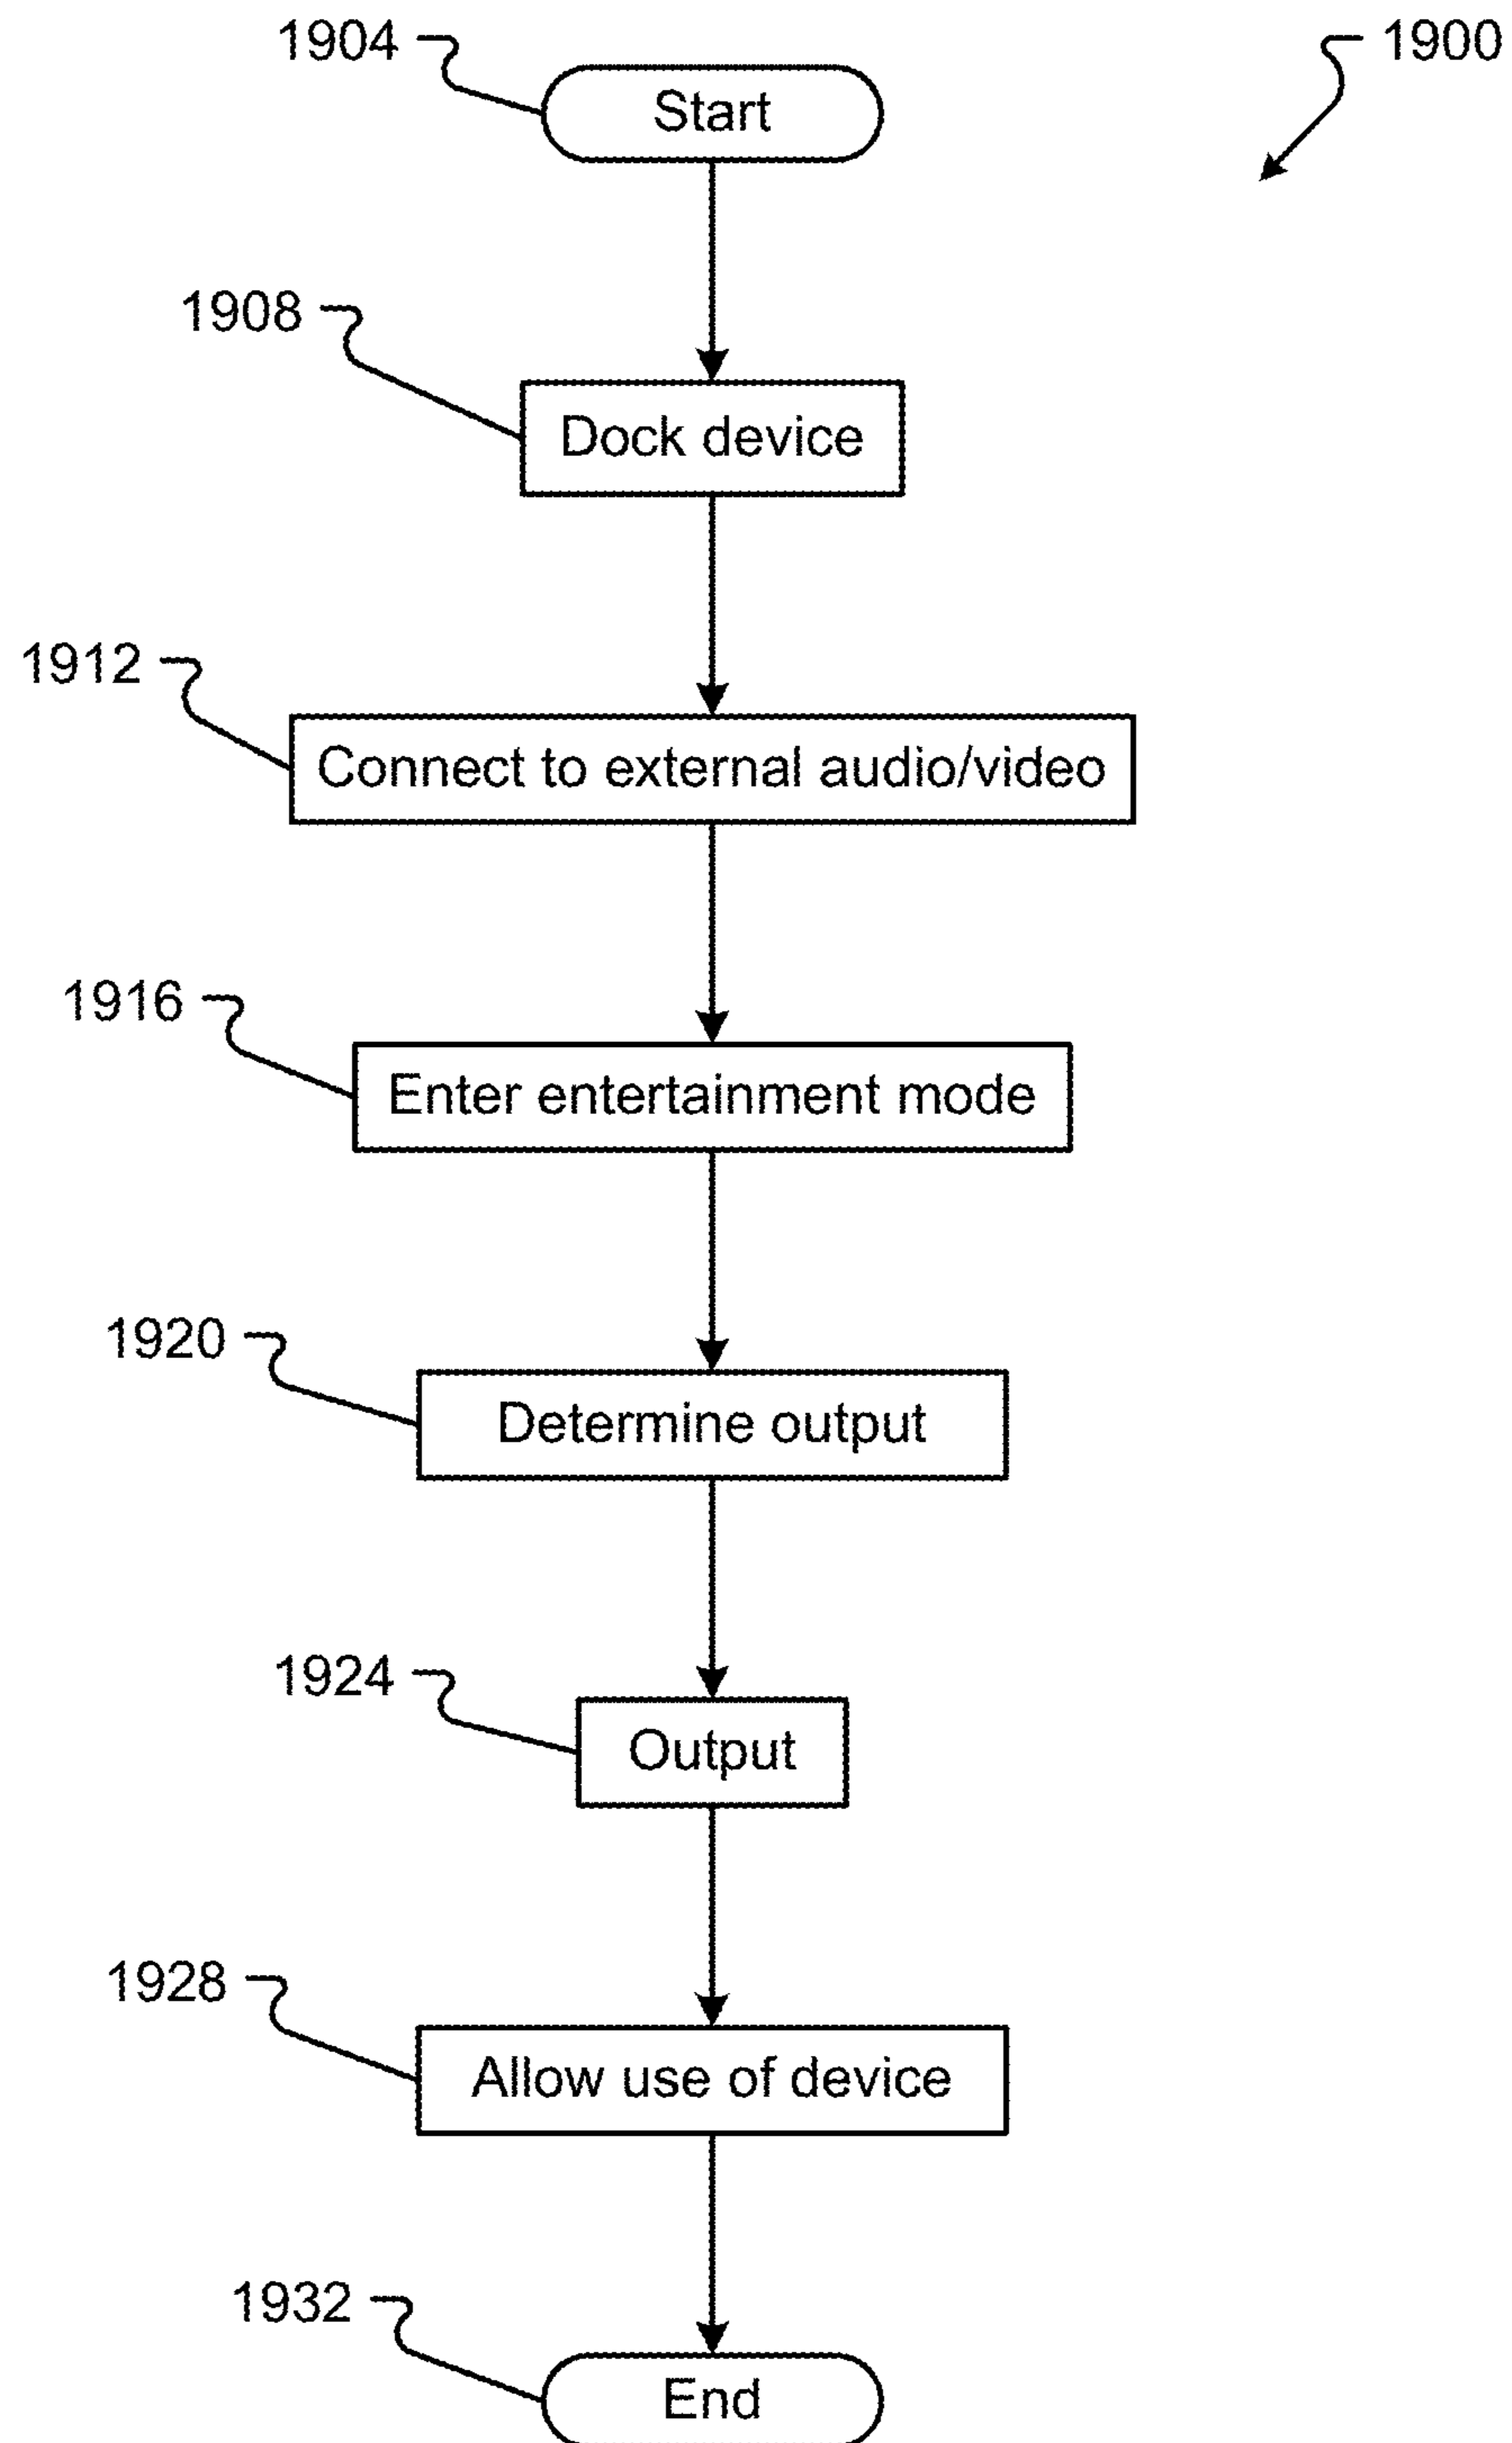 1904
1900
Start
1908
Dock device
1912
Connect to external audio/video
1916
Enter entertainment mode
1920
Determine output
1924
Output
1928
Allow use of device
1932
End